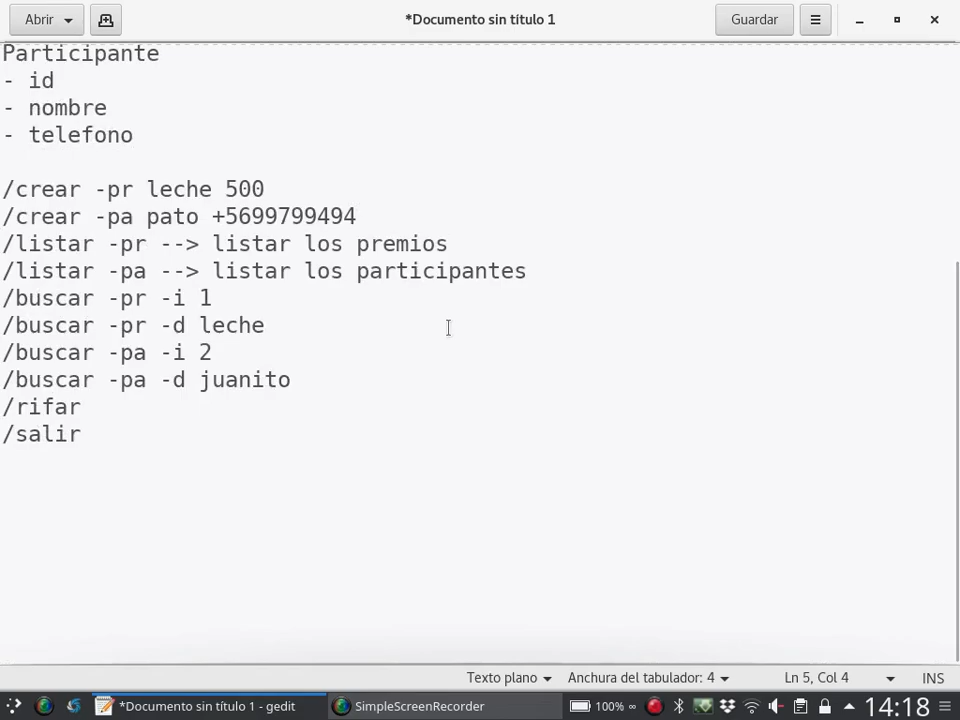 Abrir
*Documento sin título 1
Guardar
Participante
- id
- nombre
- telefono
/crear -pr leche 500
/crear -pa pato +5699799494
/listar -pr --> listar los premios
/listar -pa --> listar los participantes
/buscar -pr -i 1
/buscar -pr -d leche
/buscar -pa -i 2
/buscar -pa -d juanito
/rifar
/salir
Texto plano
Anchura del tabulador: 4
Ln 5, Col 4
INS
*Documento sin título 1 - gedit
SimpleScreenRecorder
100% ∞
14:18